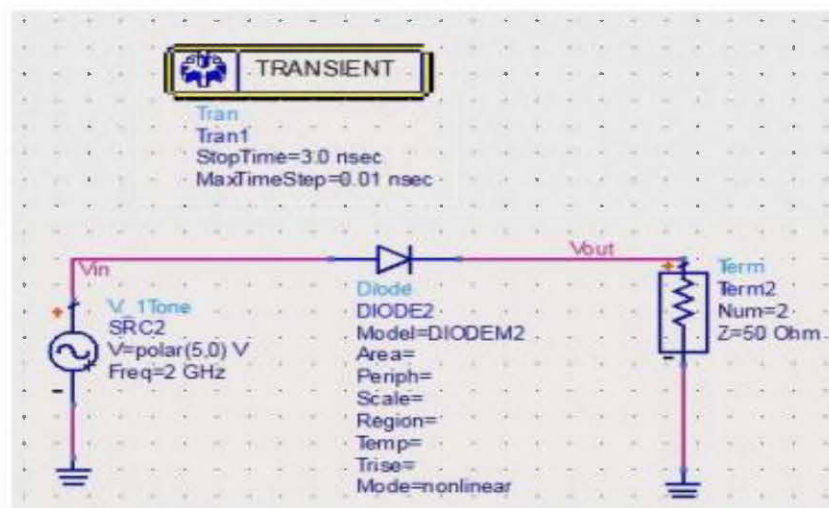 TRANSIENT
Tran
Tran1
StopTime=3.0 nsec
MaxTimeStep=0.01 nsec
Vin
Vout
V_1Tone
SRC2
V=polar(5,0) V
Freq=2 GHz
Diode
DIODE2
Model=DIODEM2
Area=
Periph=
Scale=
Region=
Temp=
Trise=
Mode=nonlinear
Term
Term2
Num=2
Z=50 Ohm